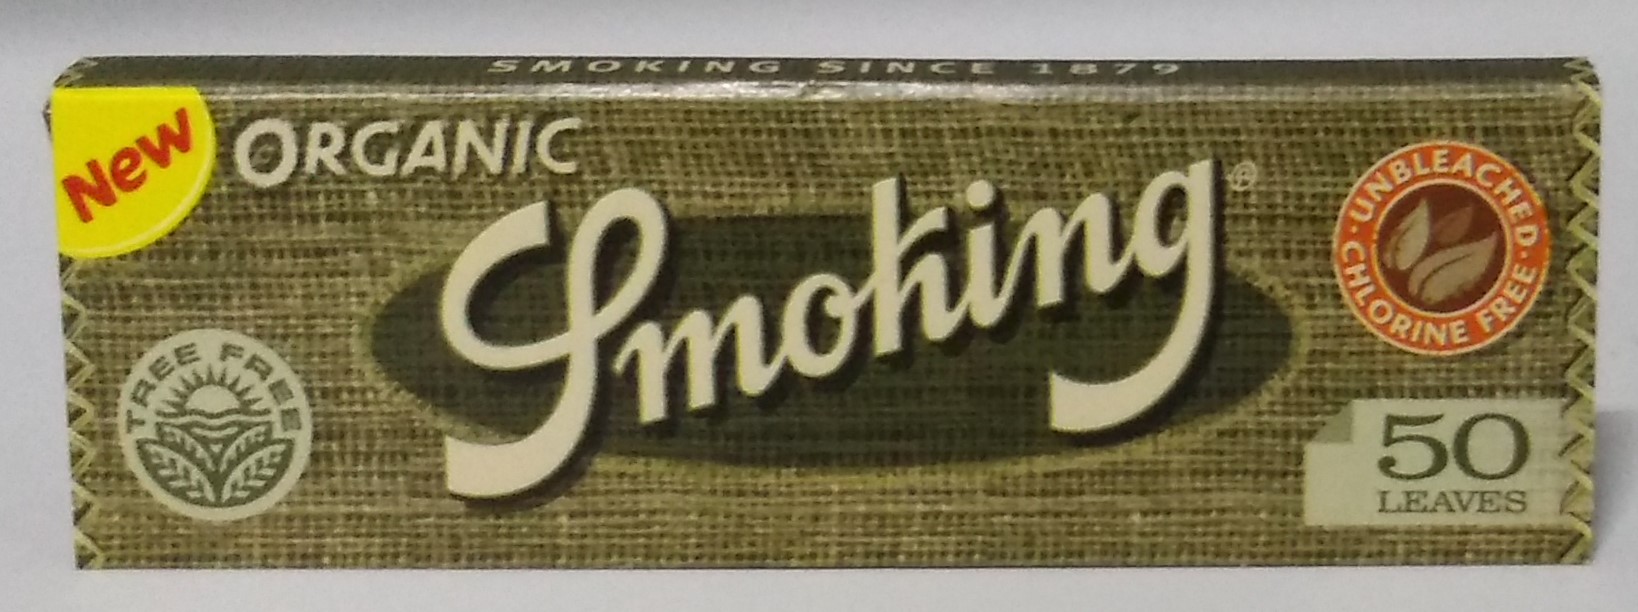 SMOKING SINCE 1879
New
ORGANIC
Smoking®
UNBLEACHED · CHLORINE FREE ·
TREE FREE
50
LEAVES